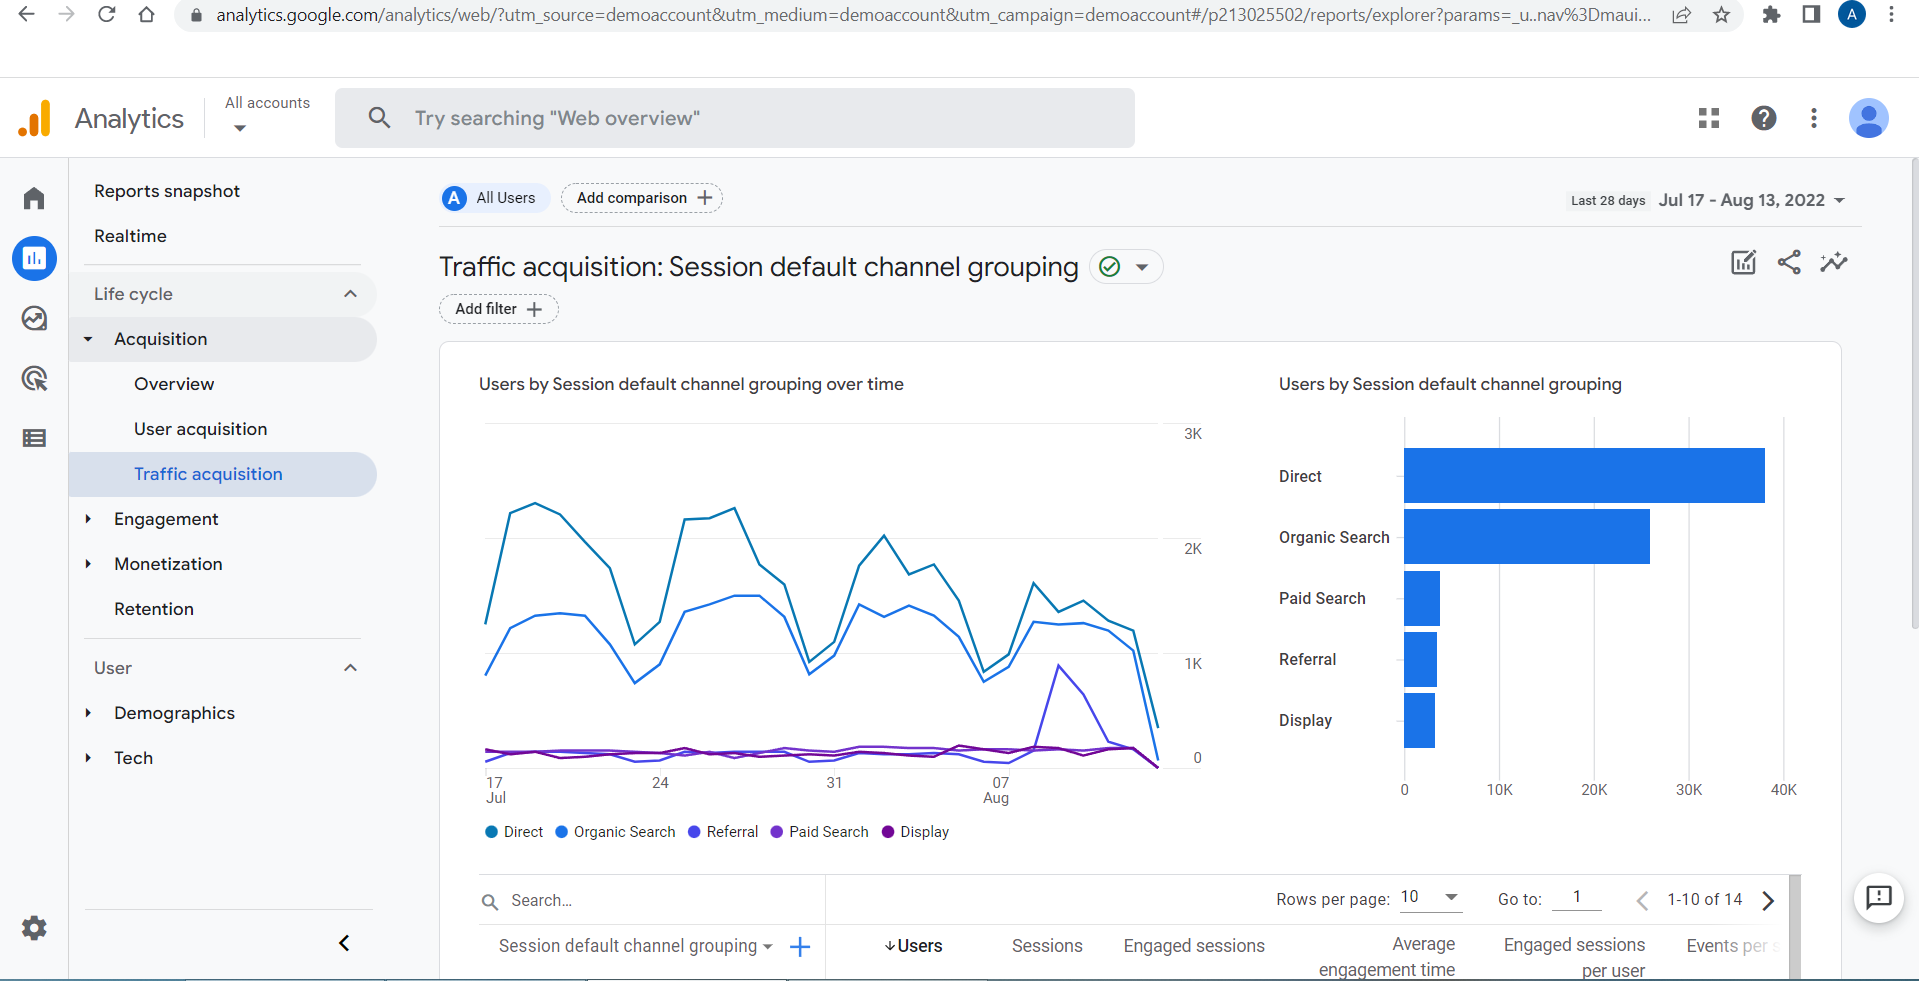 analytics.google.com/analytics/web/?utm_source=demoaccount&utm_medium=demoaccount&utm_campaign=demoaccount#/p213025502/reports/explorer?params=_u..nav%3Dmaui...
A
Analytics
All accounts
Try searching "Web overview"
Reports snapshot
Realtime
Life cycle
Acquisition
Overview
User acquisition
Traffic acquisition
Engagement
Monetization
Retention
User
Demographics
Tech
A All Users
Add comparison
Last 28 days Jul 17 - Aug 13, 2022
Traffic acquisition: Session default channel grouping
Add filter
Users by Session default channel grouping over time
3K
2K
1K
0
17 24 31 07
Jul Aug
Direct Organic Search Referral Paid Search Display
Users by Session default channel grouping
Direct
Organic Search
Paid Search
Referral
Display
0 10K 20K 30K 40K
Search...
Rows per page: 10 Go to: 1 1-10 of 14
Session default channel grouping
Users
Sessions
Engaged sessions
Average
engagement time
Engaged sessions
per user
Events per s